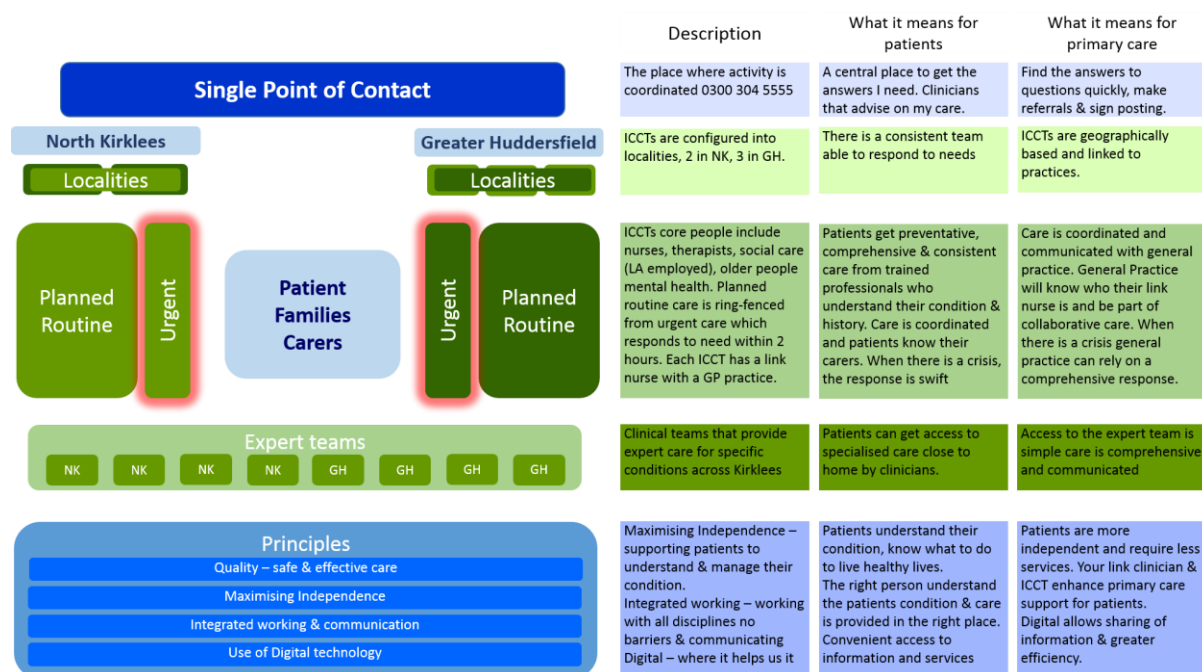 Description
What it means for
patients
What it means for
primary care
Single Point of Contact
The place where activity is
coordinated 0300 304 5555
A central place to get the
answers I need. Clinicians
that advise on my care.
Find the answers to
questions quickly, make
referrals & sign posting.
North Kirklees
Greater Huddersfield
Localities
Localities
ICCTs are configured into
localities, 2 in NK, 3 in GH.
There is a consistent team
able to respond to needs
ICCTs are geographically
based and linked to
practices.
Planned
Routine
Urgent
Patient
Families
Carers
Urgent
Planned
Routine
ICCTs core people include
nurses, therapists, social care
(LA employed), older people
mental health. Planned
routine care is ring-fenced
from urgent care which
responds to need within 2
hours. Each ICCT has a link
nurse with a GP practice.
Patients get preventative,
comprehensive & consistent
care from trained
professionals who
understand their condition &
history. Care is coordinated
and patients know their
carers. When there is a crisis,
the response is swift
Care is coordinated and
communicated with general
practice. General Practice
will know who their link
nurse is and be part of
collaborative care. When
there is a crisis general
practice can rely on a
comprehensive response.
Expert teams
NK
NK
NK
NK
GH
GH
GH
GH
Clinical teams that provide
expert care for specific
conditions across Kirklees
Patients can get access to
specialised care close to
home by clinicians.
Access to the expert team is
simple care is comprehensive
and communicated
Principles
Quality – safe & effective care
Maximising Independence
Integrated working & communication
Use of Digital technology
Maximising Independence –
supporting patients to
understand & manage their
condition.
Integrated working – working
with all disciplines no
barriers & communicating
Digital – where it helps us it
Patients understand their
condition, know what to do
to live healthy lives.
The right person understand
the patients condition & care
is provided in the right place.
Convenient access to
information and services
Patients are more
independent and require less
services. Your link clinician &
ICCT enhance primary care
support for patients.
Digital allows sharing of
information & greater
efficiency.